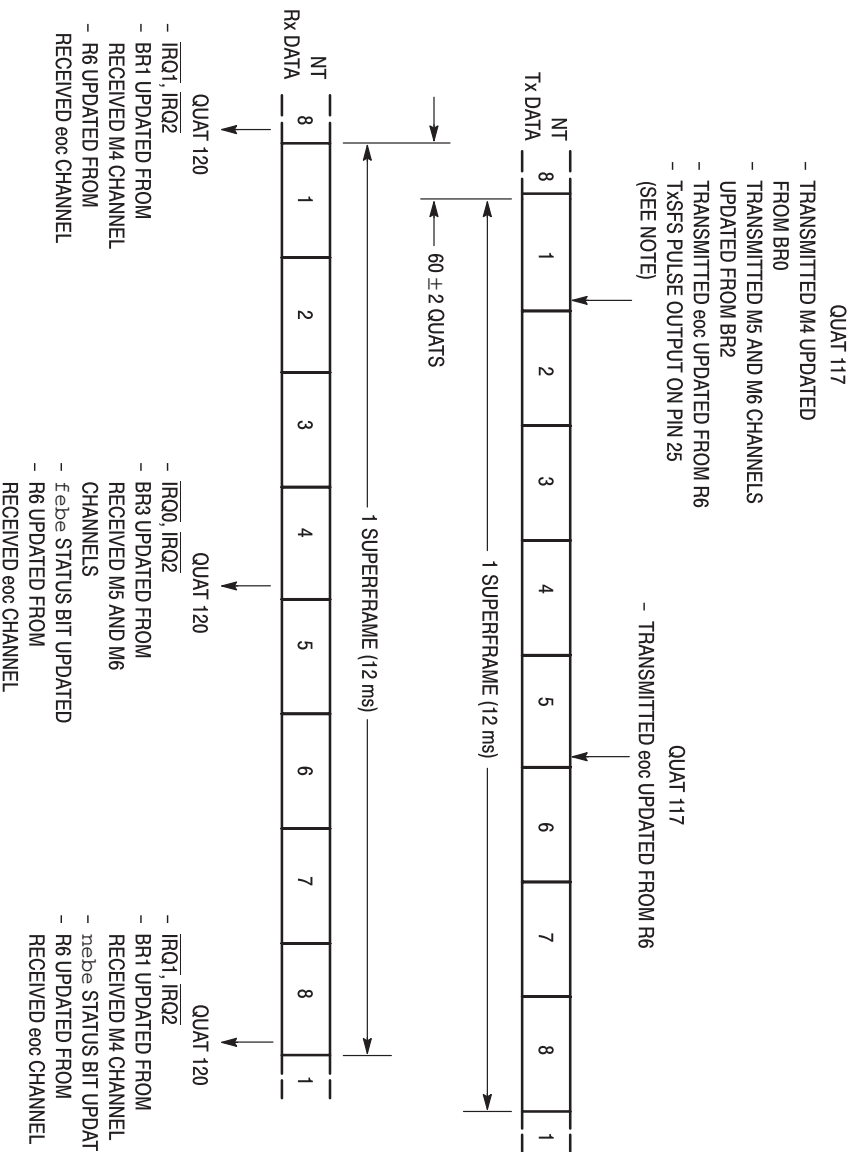 QUAT 117
- TRANSMITTED M4 UPDATED
FROM BR0
- TRANSMITTED M5 AND M6 CHANNELS
UPDATED FROM BR2
- TRANSMITTED eoc UPDATED FROM R6
- TxSFS PULSE OUTPUT ON PIN 25
(SEE NOTE)
QUAT 117
- TRANSMITTED eoc UPDATED FROM R6
NT
Tx DATA
8 1 2 3 4 5 6 7 8 1
1 SUPERFRAME (12 ms)
60 ± 2 QUATS
1 SUPERFRAME (12 ms)
NT
Rx DATA
8 1 2 3 4 5 6 7 8 1
QUAT 120
- IRQ1, IRQ2
- BR1 UPDATED FROM
RECEIVED M4 CHANNEL
- R6 UPDATED FROM
RECEIVED eoc CHANNEL
QUAT 120
- IRQ0, IRQ2
- BR3 UPDATED FROM
RECEIVED M5 AND M6
CHANNELS
- febe STATUS BIT UPDATED
- R6 UPDATED FROM
RECEIVED eoc CHANNEL
QUAT 120
- IRQ1, IRQ2
- BR1 UPDATED FROM
RECEIVED M4 CHANNEL
- nebe STATUS BIT UPDAT
- R6 UPDATED FROM
RECEIVED eoc CHANNEL